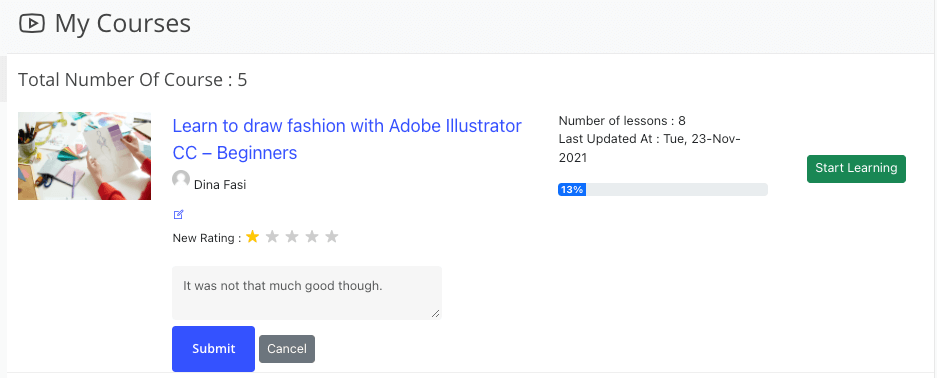 My Courses
Total Number Of Course : 5
Learn to draw fashion with Adobe Illustrator
CC – Beginners
Dina Fasi
New Rating :
It was not that much good though.
Submit
Cancel
Number of lessons : 8
Last Updated At : Tue, 23-Nov-
2021
13%
Start Learning